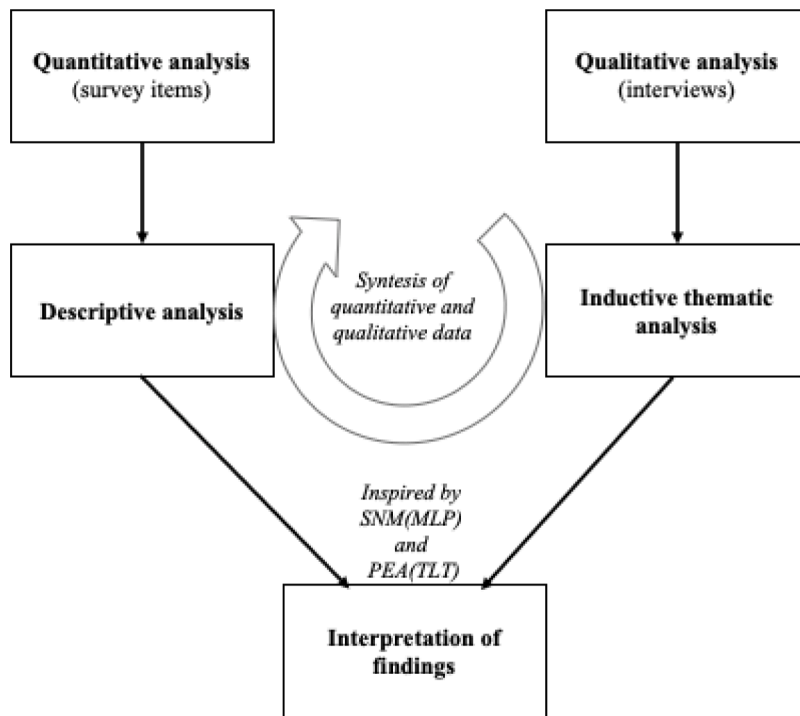 Quantitative analysis
(survey items)
Qualitative analysis
(interviews)
Descriptive analysis
Syntesis of
quantitative and
qualitative data
Inductive thematic
analysis
Inspired by
SNM(MLP)
and
PEA(TLT)
Interpretation of
findings